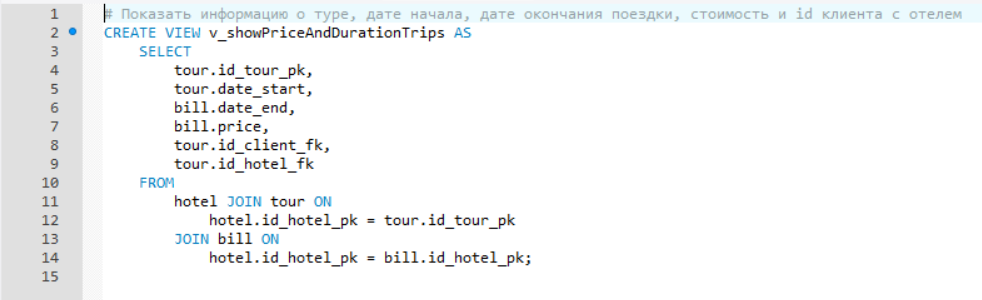 1 # Показать информацию о туре, дате начала, дате окончания поездки, стоимость и id клиента с отелем
2 CREATE VIEW v_showPriceAndDurationTrips AS
3 SELECT
4 tour.id_tour_pk,
5 tour.date_start,
6 bill.date_end,
7 bill.price,
8 tour.id_client_fk,
9 tour.id_hotel_fk
10 FROM
11 hotel JOIN tour ON
12 hotel.id_hotel_pk = tour.id_tour_pk
13 JOIN bill ON
14 hotel.id_hotel_pk = bill.id_hotel_pk;
15